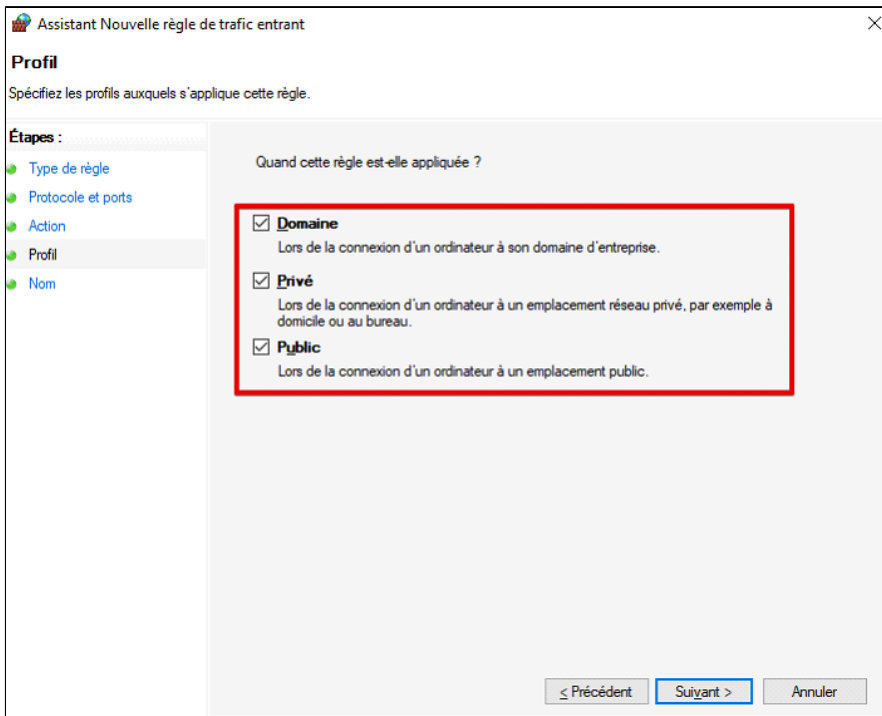 Assistant Nouvelle règle de trafic entrant
Profil
Spécifiez les profils auxquels s'applique cette règle.
Étapes :
Type de règle
Protocole et ports
Action
Profil
Nom
Quand cette règle est-elle appliquée ?
Domaine
Lors de la connexion d'un ordinateur à son domaine d'entreprise.
Privé
Lors de la connexion d'un ordinateur à un emplacement réseau privé, par exemple à
domicile ou au bureau.
Public
Lors de la connexion d'un ordinateur à un emplacement public.
< Précédent
Suivant >
Annuler